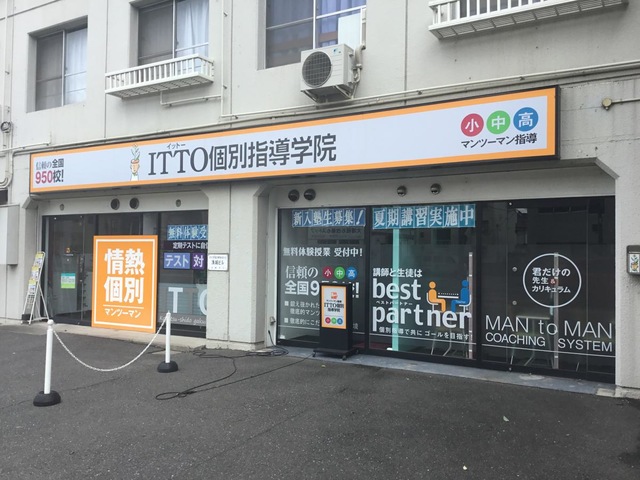 信頼の全国
950校!
イットー
ITTO個別指導学院
小 中 高
マンツーマン指導
情熱
個別
マンツーマン
無料体験受
定期テストに自信
テスト対
新入塾生募集!
夏期講習実施中
無料体験授業 受付中!
信頼の 小 中 高
全国9
講師と生徒は
best
ベストパートナー
partner
個別指導で共にゴールを目指す
ITTO個別
指導学院
君だけの
先生&
カリキュラム
MAN to MAN
COACHING SYSTEM